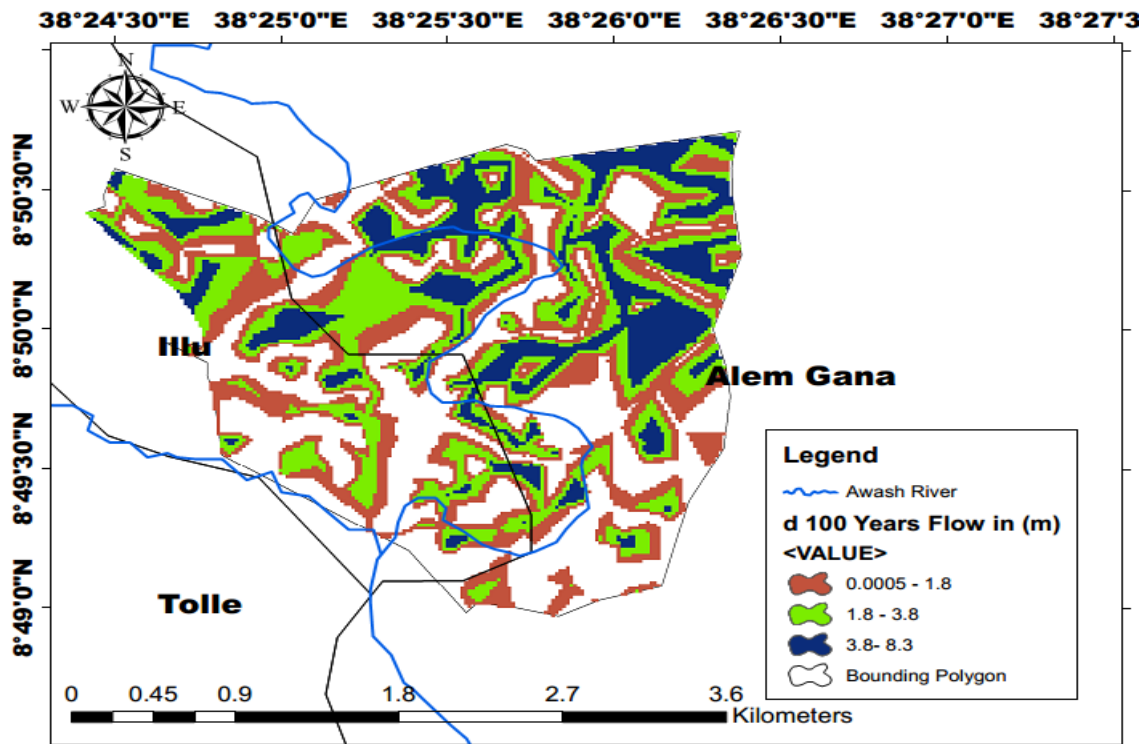 38°24'30"E 38°25'0"E 38°25'30"E 38°26'0"E 38°27'0"E 38°27'3
N
W E
S
8°50'30"N
8°50'0"N
8°49'30"N
8°49'0"N
Illu
Alem Gana
Tolle
Legend
Awash River
d 100 Years Flow in (m)
<VALUE>
0.0005 - 1.8
1.8 - 3.8
3.8- 8.3
Bounding Polygon
0 0.45 0.9 1.8 2.7 3.6
Kilometers